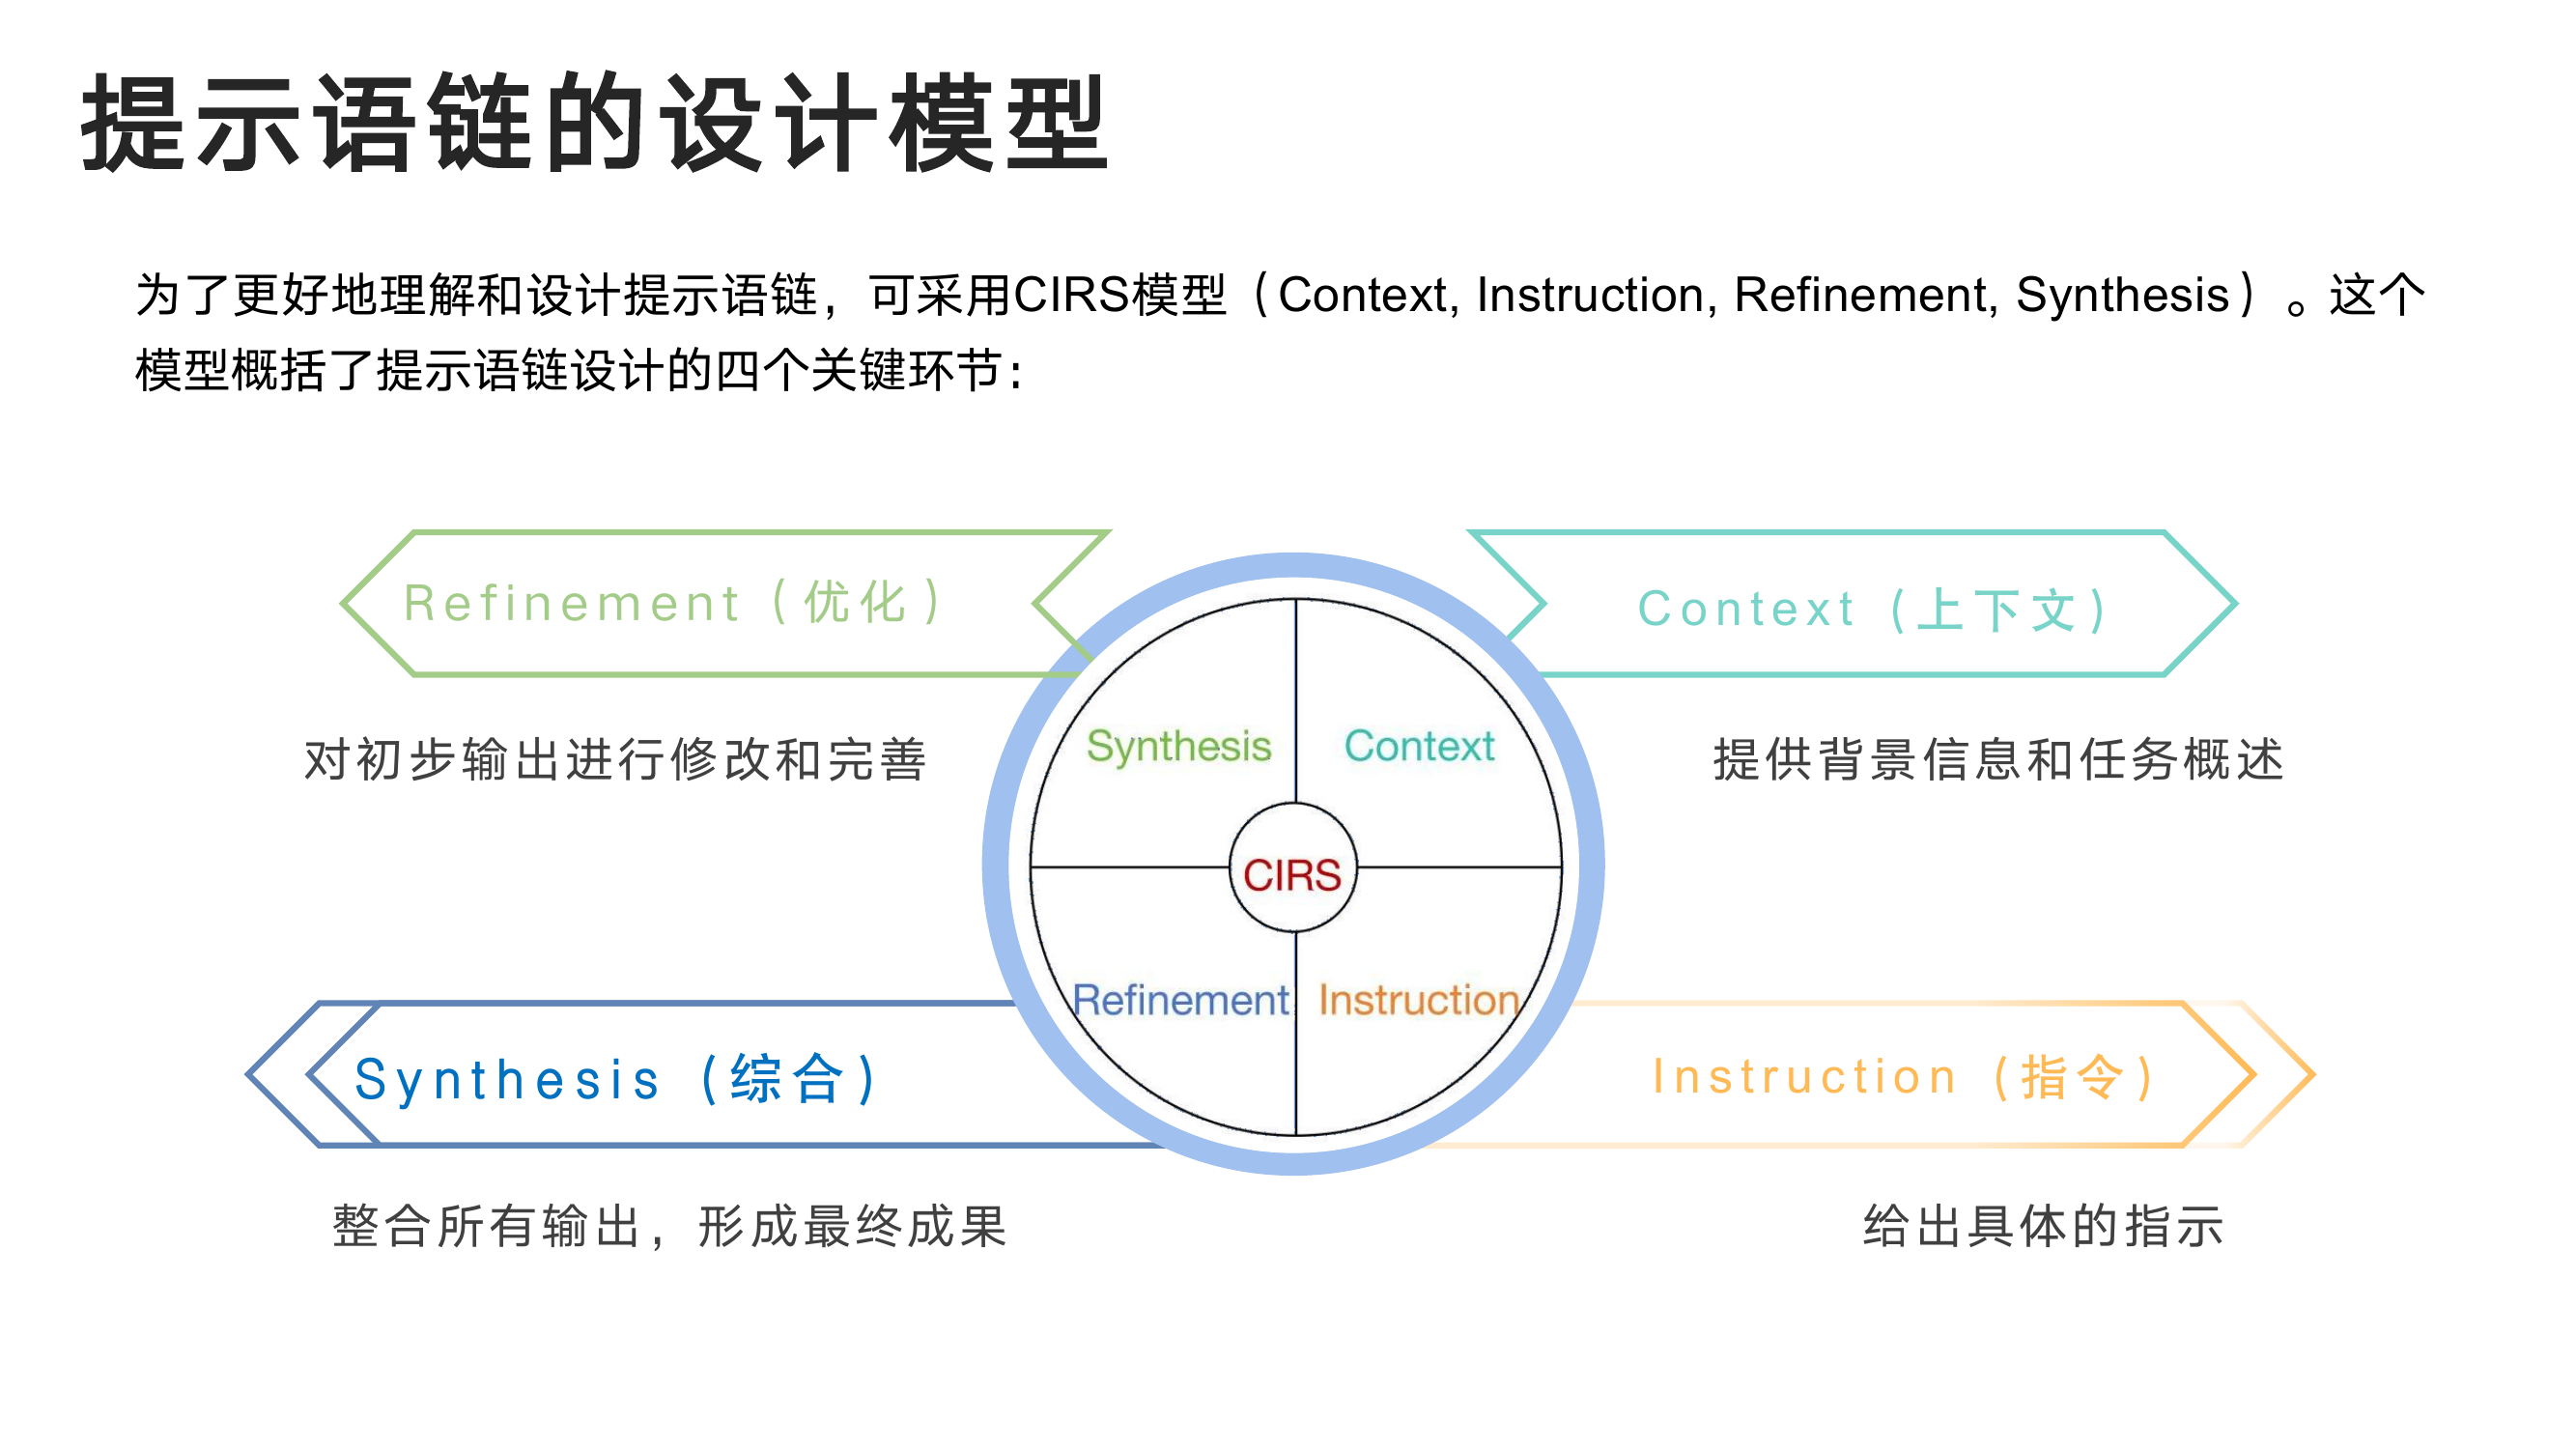 提示语链的设计模型
为了更好地理解和设计提示语链，可采用CIRS模型（Context, Instruction, Refinement, Synthesis）。这个
模型概括了提示语链设计的四个关键环节：
Refinement（优化）
Context（上下文）
对初步输出进行修改和完善
提供背景信息和任务概述
Synthesis
Context
CIRS
Refinement
Instruction
Synthesis（综合）
Instruction（指令）
整合所有输出，形成最终成果
给出具体的指示